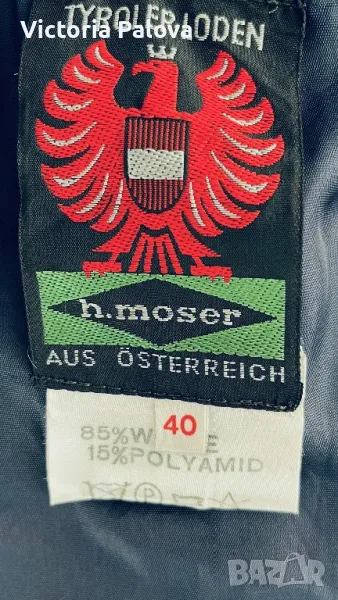 Victoria Palova
TYROLER LODEN
h.moser
AUS ÖSTERREICH
40
85%
15%POLYAMID
P
BAZAR